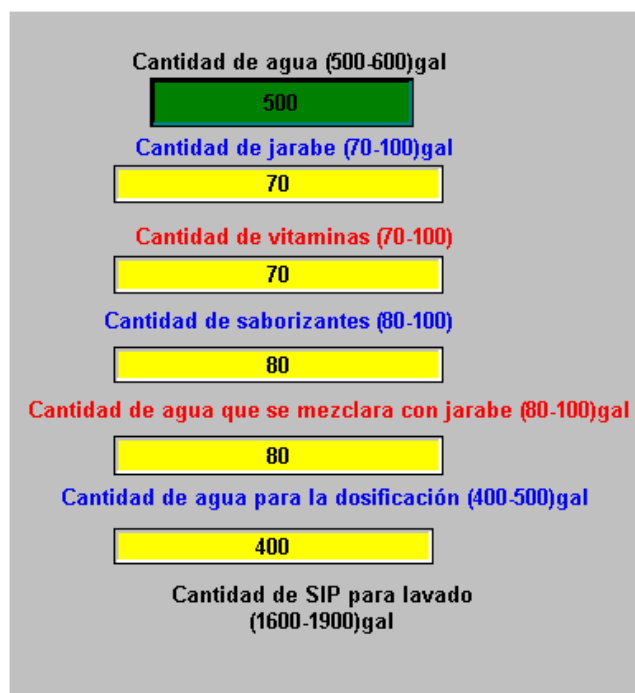 Cantidad de agua (500-600)gal
500
Cantidad de jarabe (70-100)gal
70
Cantidad de vitaminas (70-100)
70
Cantidad de saborizantes (80-100)
80
Cantidad de agua que se mezclara con jarabe (80-100)gal
80
Cantidad de agua para la dosificación (400-500)gal
400
Cantidad de SIP para lavado
(1600-1900)gal